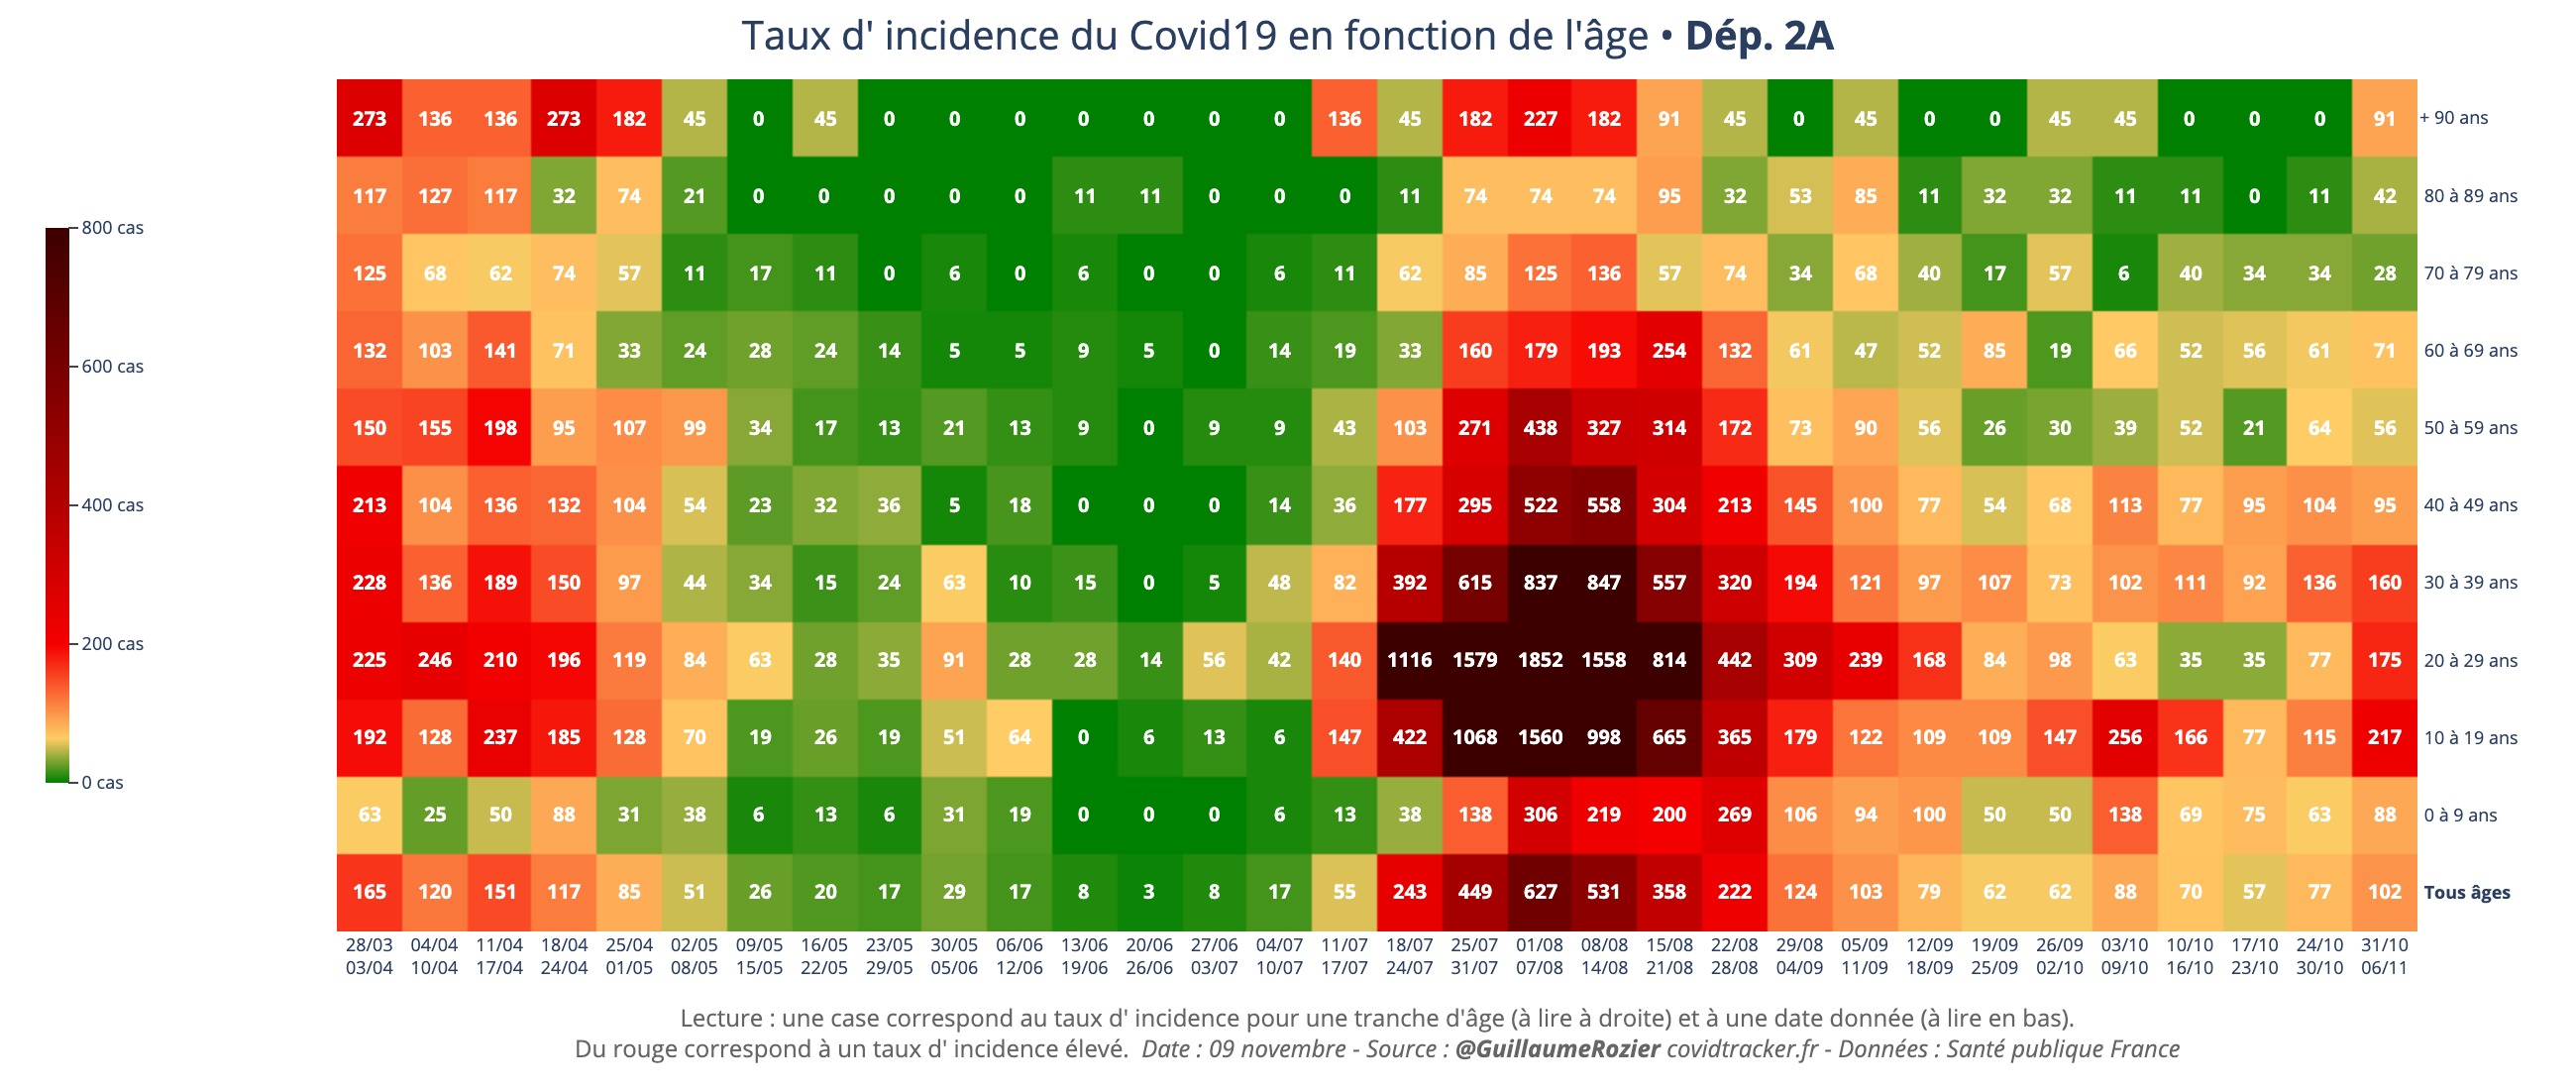 Taux d' incidence du Covid19 en fonction de l'âge • Dép. 2A
273 136 136 273 182 45 0 45 0 0 0 0 0 0 0 136 45 182 227 182 91 45 0 45 0 0 45 45 0 0 0 91 + 90 ans
117 127 117 32 74 21 0 0 0 0 0 11 11 0 0 0 11 74 74 74 95 32 53 85 11 32 32 11 11 0 11 42 80 à 89 ans
800 cas
125 68 62 74 57 11 17 11 0 6 0 6 0 0 6 11 62 85 125 136 57 74 34 68 40 17 57 6 40 34 34 28 70 à 79 ans
132 103 141 71 33 24 28 24 14 5 5 9 5 0 14 19 33 160 179 193 254 132 61 47 52 85 19 66 52 56 61 71 60 à 69 ans
600 cas
150 155 198 95 107 99 34 17 13 21 13 9 0 9 9 43 103 271 438 327 314 172 73 90 56 26 30 39 52 21 64 56 50 à 59 ans
400 cas
213 104 136 132 104 54 23 32 36 5 18 0 0 0 14 36 177 295 522 558 304 213 145 100 77 54 68 113 77 95 104 95 40 à 49 ans
228 136 189 150 97 44 34 15 24 63 10 15 0 5 48 82 392 615 837 847 557 320 194 121 97 107 73 102 111 92 136 160 30 à 39 ans
200 cas
225 246 210 196 119 84 63 28 35 91 28 28 14 56 42 140 1116 1579 1852 1558 814 442 309 239 168 84 98 63 35 35 77 175 20 à 29 ans
192 128 237 185 128 70 19 26 19 51 64 0 6 13 6 147 422 1068 1560 998 665 365 179 122 109 109 147 256 166 77 115 217 10 à 19 ans
0 cas
63 25 50 88 31 38 6 13 6 31 19 0 0 0 6 13 38 138 306 219 200 269 106 94 100 50 50 138 69 75 63 88 0 à 9 ans
165 120 151 117 85 51 26 20 17 29 17 8 3 8 17 55 243 449 627 531 358 222 124 103 79 62 62 88 70 57 77 102 Tous âges
28/03 04/04 11/04 18/04 25/04 02/05 09/05 16/05 23/05 30/05 06/06 13/06 20/06 27/06 04/07 11/07 18/07 25/07 01/08 08/08 15/08 22/08 29/08 05/09 12/09 19/09 26/09 03/10 10/10 17/10 24/10 31/10
03/04 10/04 17/04 24/04 01/05 08/05 15/05 22/05 29/05 05/06 12/06 19/06 26/06 03/07 10/07 17/07 24/07 31/07 07/08 14/08 21/08 28/08 04/09 11/09 18/09 25/09 02/10 09/10 16/10 23/10 30/10 06/11
Lecture : une case correspond au taux d' incidence pour une tranche d'âge (à lire à droite) et à une date donnée (à lire en bas).
Du rouge correspond à un taux d' incidence élevé. Date : 09 novembre - Source : @GuillaumeRozier covidtracker.fr - Données : Santé publique France